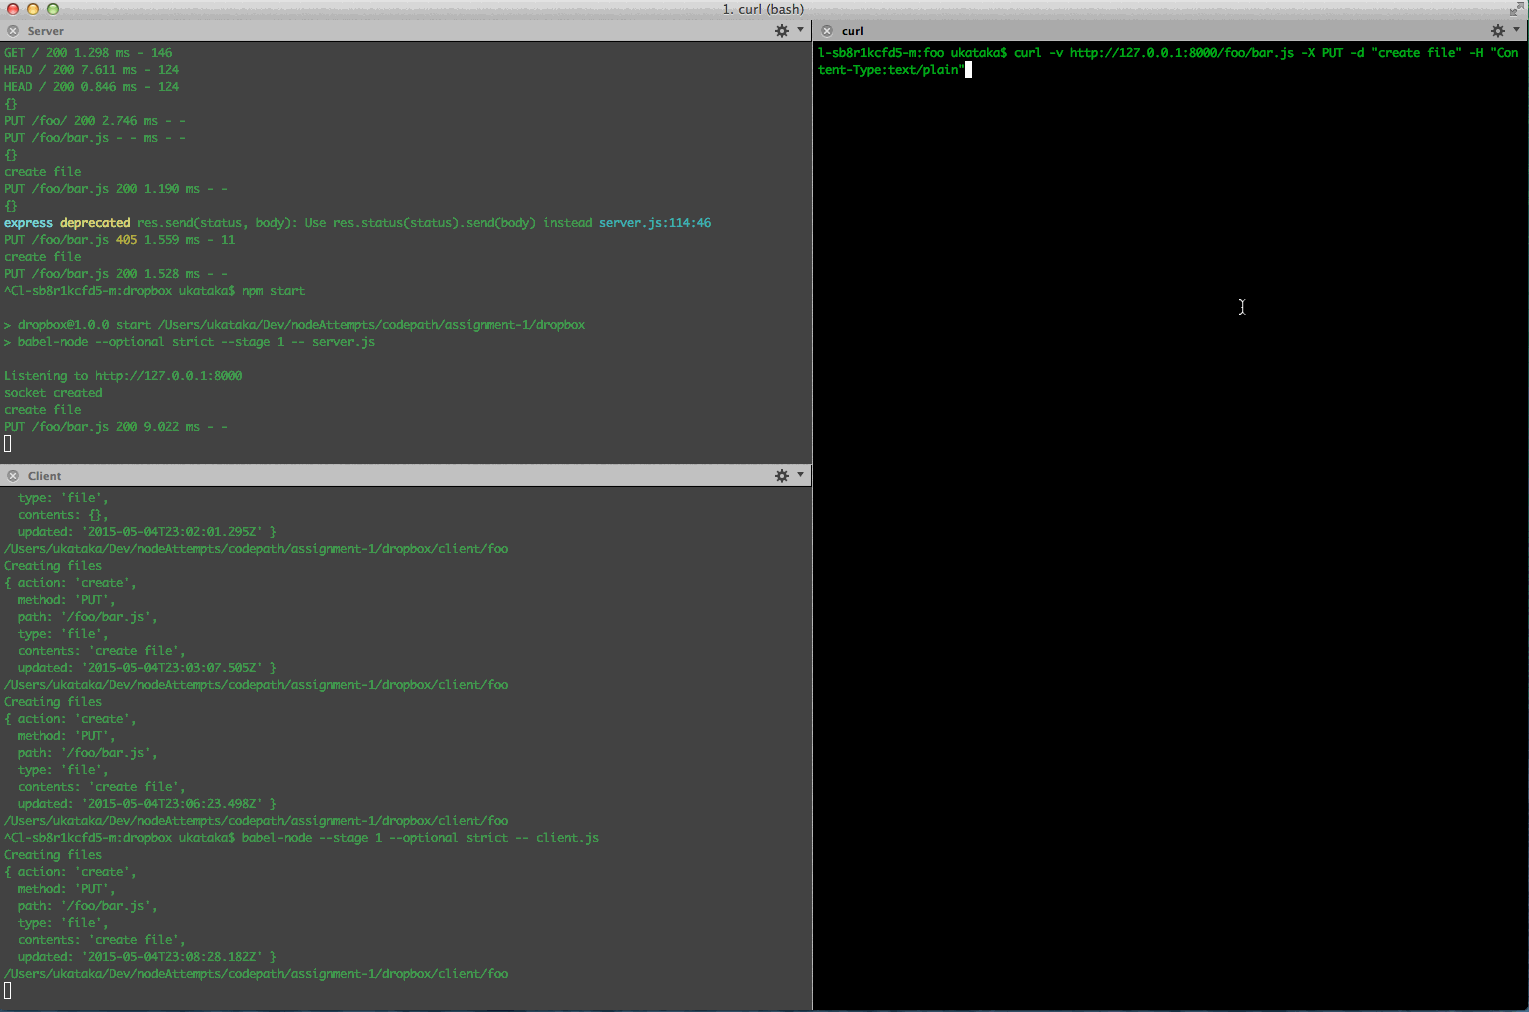 1. curl (bash)
Server
GET / 200 1.298 ms - 146
HEAD / 200 7.611 ms - 124
HEAD / 200 0.846 ms - 124
{}
PUT /foo/ 200 2.746 ms - -
PUT /foo/bar.js - - ms - -
{}
create file
PUT /foo/bar.js 200 1.190 ms - -
{}
express deprecated res.send(status, body): Use res.status(status).send(body) instead server.js:114:46
PUT /foo/bar.js 405 1.559 ms - 11
create file
PUT /foo/bar.js 200 1.528 ms - -
^Cl-sb8r1kcfd5-m:dropbox ukataka$ npm start
> dropbox@1.0.0 start /Users/ukataka/Dev/nodeAttempts/codepath/assignment-1/dropbox
> babel-node --optional strict --stage 1 -- server.js
Listening to http://127.0.0.1:8000
socket created
create file
PUT /foo/bar.js 200 9.022 ms - -
Client
type: 'file',
contents: {},
updated: '2015-05-04T23:02:01.295Z' }
/Users/ukataka/Dev/nodeAttempts/codepath/assignment-1/dropbox/client/foo
Creating files
{ action: 'create',
method: 'PUT',
path: '/foo/bar.js',
type: 'file',
contents: 'create file',
updated: '2015-05-04T23:03:07.505Z' }
/Users/ukataka/Dev/nodeAttempts/codepath/assignment-1/dropbox/client/foo
Creating files
{ action: 'create',
method: 'PUT',
path: '/foo/bar.js',
type: 'file',
contents: 'create file',
updated: '2015-05-04T23:06:23.498Z' }
/Users/ukataka/Dev/nodeAttempts/codepath/assignment-1/dropbox/client/foo
^Cl-sb8r1kcfd5-m:dropbox ukataka$ babel-node --stage 1 --optional strict -- client.js
Creating files
{ action: 'create',
method: 'PUT',
path: '/foo/bar.js',
type: 'file',
contents: 'create file',
updated: '2015-05-04T23:08:28.182Z' }
/Users/ukataka/Dev/nodeAttempts/codepath/assignment-1/dropbox/client/foo
curl
l-sb8r1kcfd5-m:foo ukataka$ curl -v http://127.0.0.1:8000/foo/bar.js -X PUT -d "create file" -H "Con
tent-Type:text/plain"